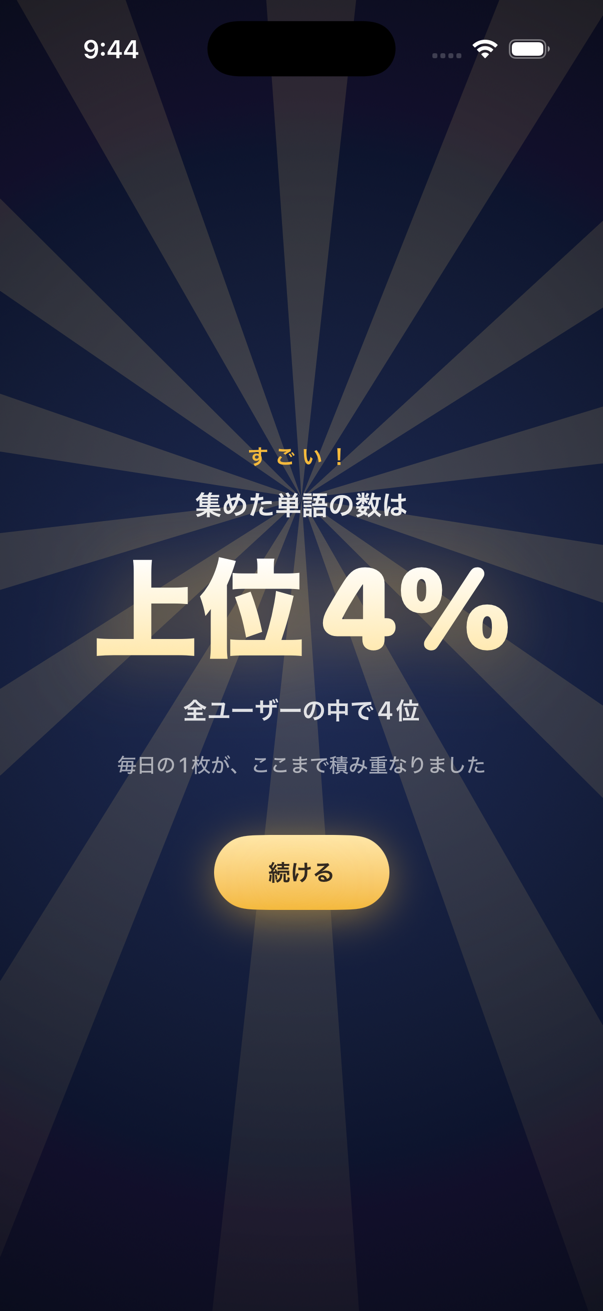 9:44
すごい！
集めた単語の数は
上位4%
全ユーザーの中で4位
毎日の1枚が、ここまで積み重なりました
続ける